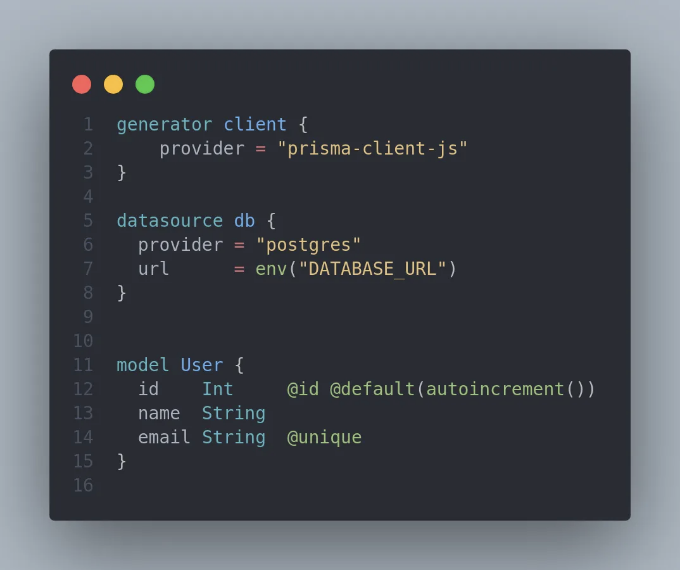 1 generator client {
2     provider = "prisma-client-js"
3 }
4
5 datasource db {
6   provider = "postgres"
7   url      = env("DATABASE_URL")
8 }
9
10
11 model User {
12   id    Int     @id @default(autoincrement())
13   name  String
14   email String  @unique
15 }
16